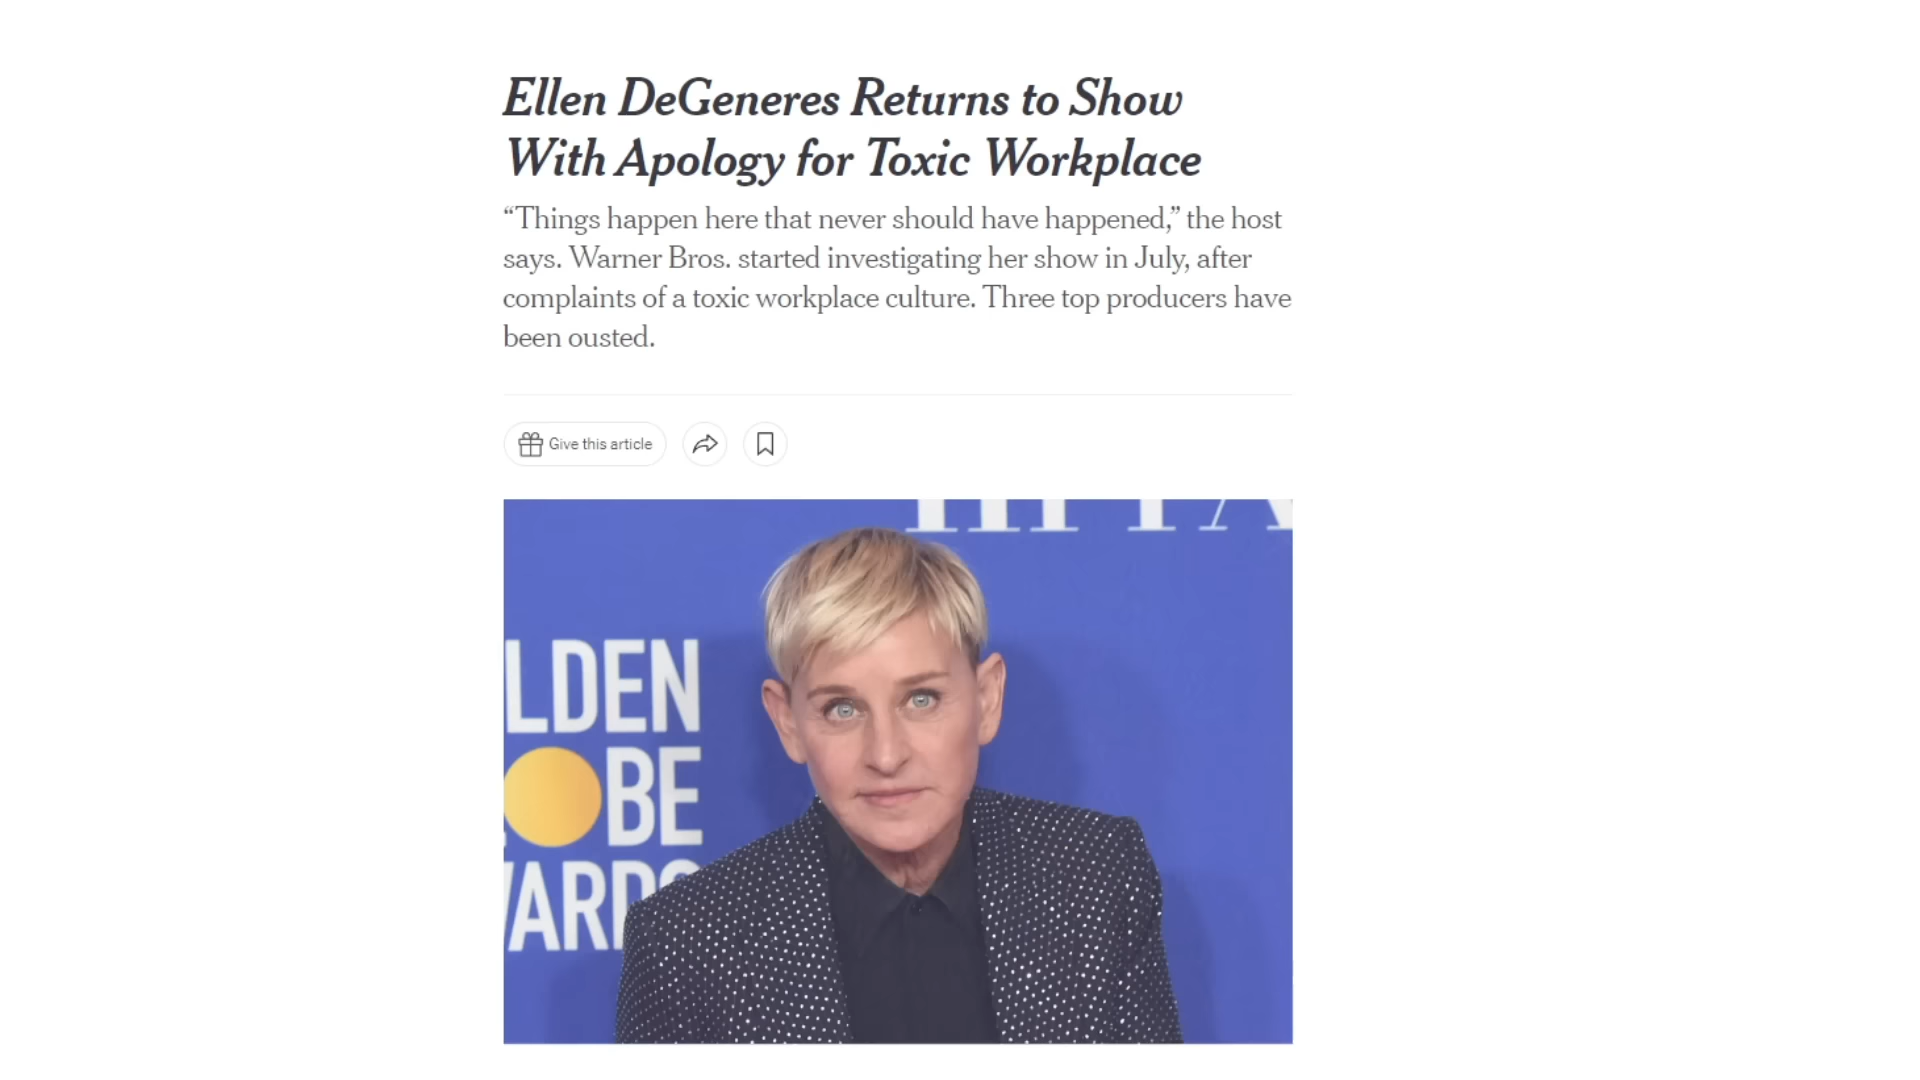 Ellen DeGeneres Returns to Show
With Apology for Toxic Workplace
“Things happen here that never should have happened,” the host
says. Warner Bros. started investigating her show in July, after
complaints of a toxic workplace culture. Three top producers have
been ousted.
Give this article
LDEN
BE